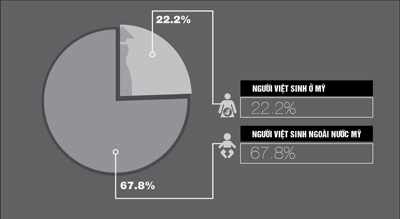 22.2%
NGƯỜI VIỆT SINH Ở MỸ
22.2%
NGƯỜI VIỆT SINH NGOÀI NƯỚC MỸ
67.8%
67.8%